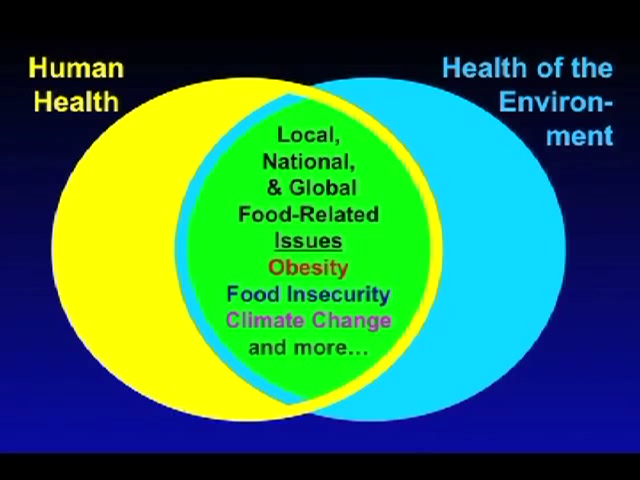 Human
Health
Health of the
Environ-
ment
Local,
National,
& Global
Food-Related
Issues
Obesity
Food Insecurity
Climate Change
and more...